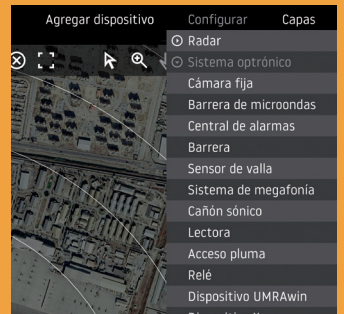 Agregar dispositivo Configurar Capas
Radar
Sistema optrónico
Cámara fija
Barrera de microondas
Central de alarmas
Barrera
Sensor de valla
Sistema de megafonía
Cañón sónico
Lectora
Acceso pluma
Relé
Dispositivo UMRAwin